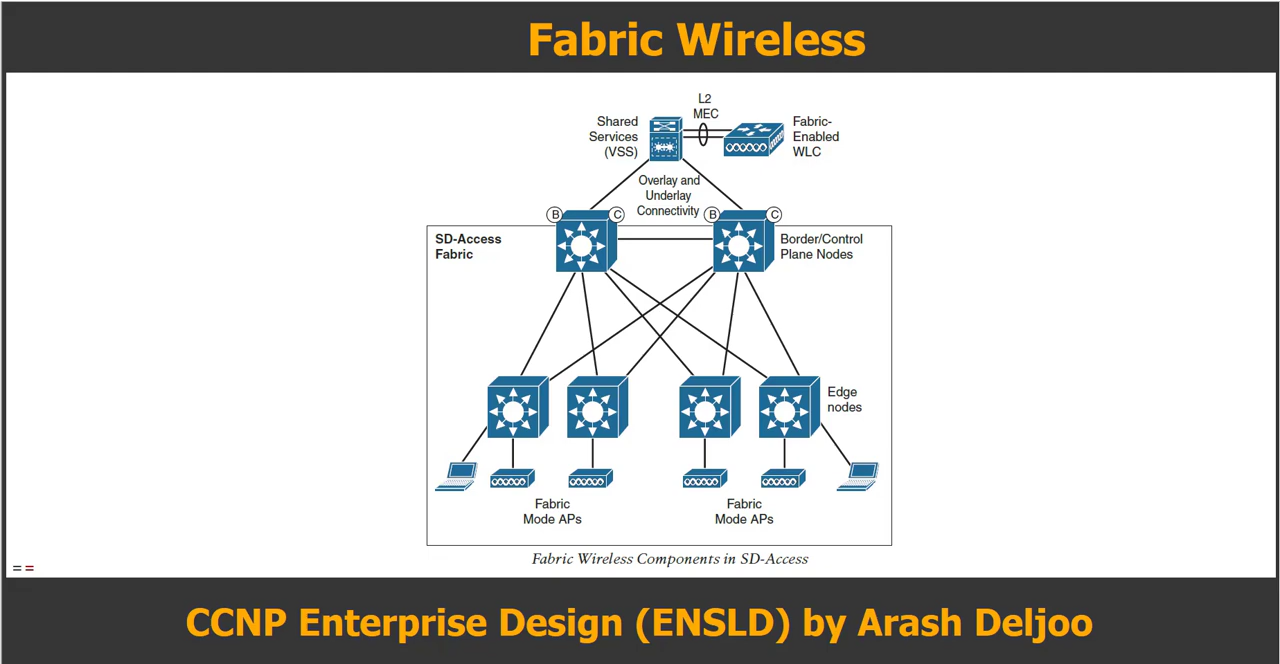 Fabric Wireless
L2
MEC
Shared
Services
(VSS)
Fabric-
Enabled
WLC
Overlay and
Underlay
Connectivity
B
C
B
C
SD-Access
Fabric
Border/Control
Plane Nodes
Edge
nodes
Fabric
Mode APs
Fabric
Mode APs
Fabric Wireless Components in SD-Access
CCNP Enterprise Design (ENSLD) by Arash Deljoo